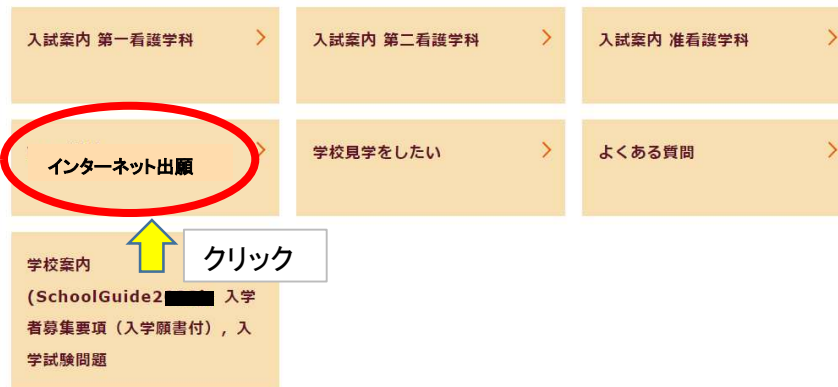 入試案内 第一看護学科
入試案内 第二看護学科
入試案内 准看護学科
インターネット出願
学校見学をしたい
よくある質問
クリック
学校案内
(SchoolGuide2 入学
者募集要項（入学願書付）, 入
学試験問題